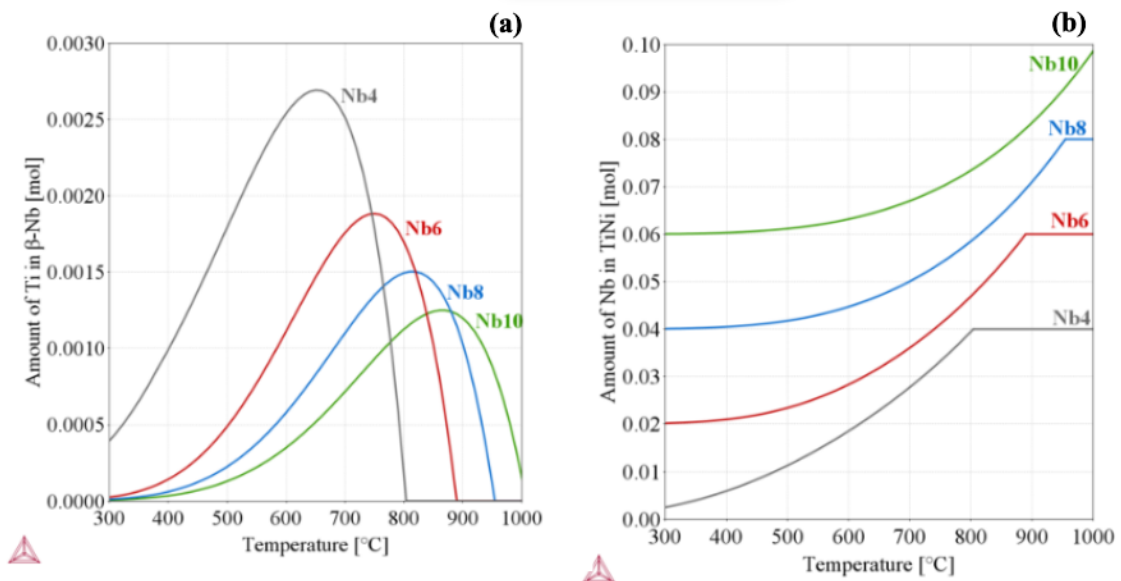 (a)
0.0030
0.0025
0.0020
0.0015
0.0010
0.0005
0.0000
Amount of Ti in β-Nb [mol]
Nb4
Nb6
Nb8
Nb10
300 400 500 600 700 800 900 1000
Temperature [°C]
(b)
0.10
0.09
0.08
0.07
0.06
0.05
0.04
0.03
0.02
0.01
0.00
Amount of Nb in TiNi [mol]
Nb10
Nb8
Nb6
Nb4
300 400 500 600 700 800 900 1000
Temperature [°C]